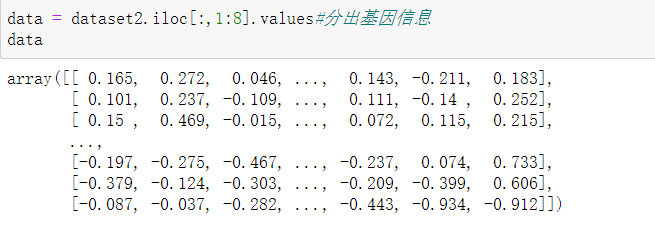 data = dataset2.iloc[:,1:8].values#分出基因信息
data
array([[ 0.165,  0.272,  0.046, ...,  0.143, -0.211,  0.183],
[ 0.101,  0.237, -0.109, ...,  0.111, -0.14 ,  0.252],
[ 0.15 ,  0.469, -0.015, ...,  0.072,  0.115,  0.215],
...,
[-0.197, -0.275, -0.467, ..., -0.237,  0.074,  0.733],
[-0.379, -0.124, -0.303, ..., -0.209, -0.399,  0.606],
[-0.087, -0.037, -0.282, ..., -0.443, -0.934, -0.912]])